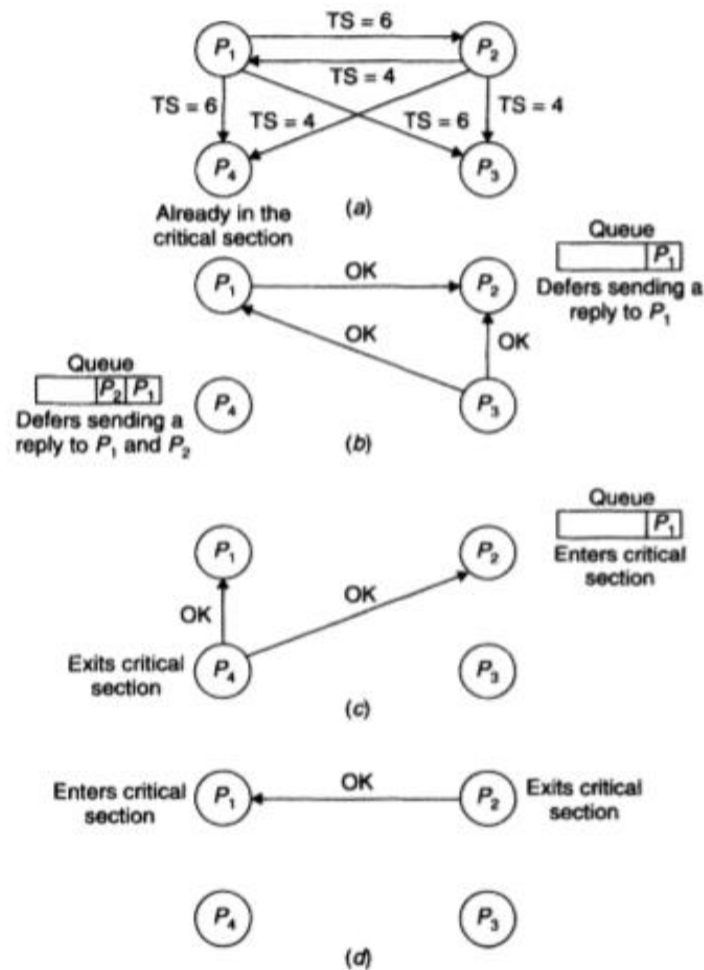 TS = 6
P1
P2
TS = 4
TS = 6
TS = 4
TS = 6
TS = 4
P4
P3
Already in the
critical section
(a)
Queue
P1
Defers sending a
reply to P1
P1
OK
P2
OK
OK
Queue
P2 P1
Defers sending a
reply to P1 and P2
P4
P3
(b)
Queue
P1
Enters critical
section
P1
P2
OK
OK
Exits critical
section
P4
P3
(c)
Enters critical
section
P1
OK
P2
Exits critical
section
P4
P3
(d)